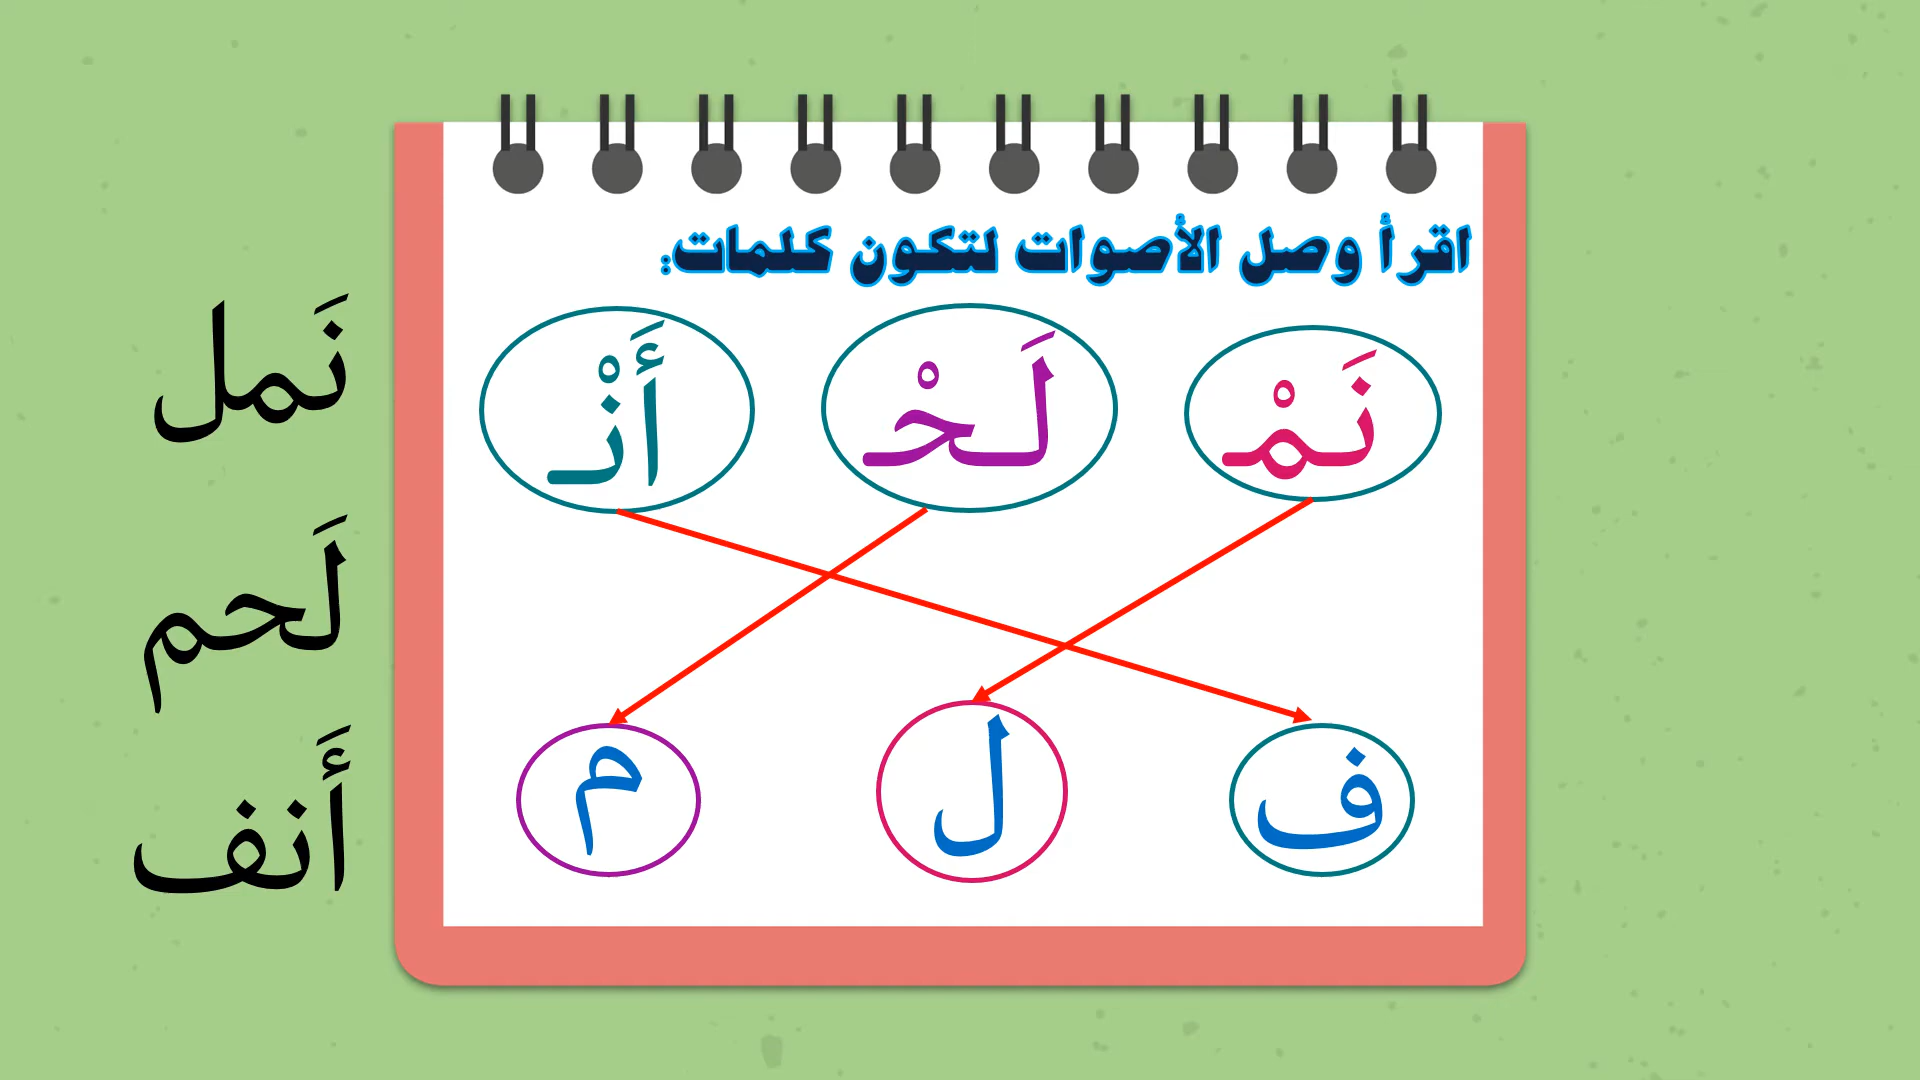 اقرأ وصل الأصوات لتكون كلمات:
نَمْـ لَحْـ أَنْـ
ف ل م
نَمل
لَحم
أَنف